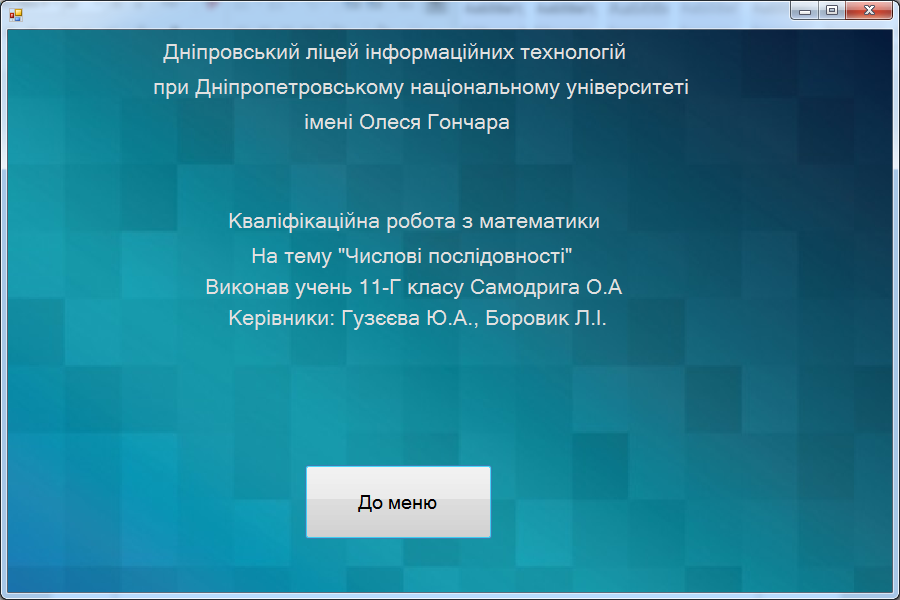 Дніпровський ліцей інформаційних технологій
при Дніпропетровському національному університеті
імені Олеся Гончара
Кваліфікаційна робота з математики
На тему "Числові послідовності"
Виконав учень 11-Г класу Самодрига О.А
Керівники: Гузєєва Ю.А., Боровик Л.І.
До меню